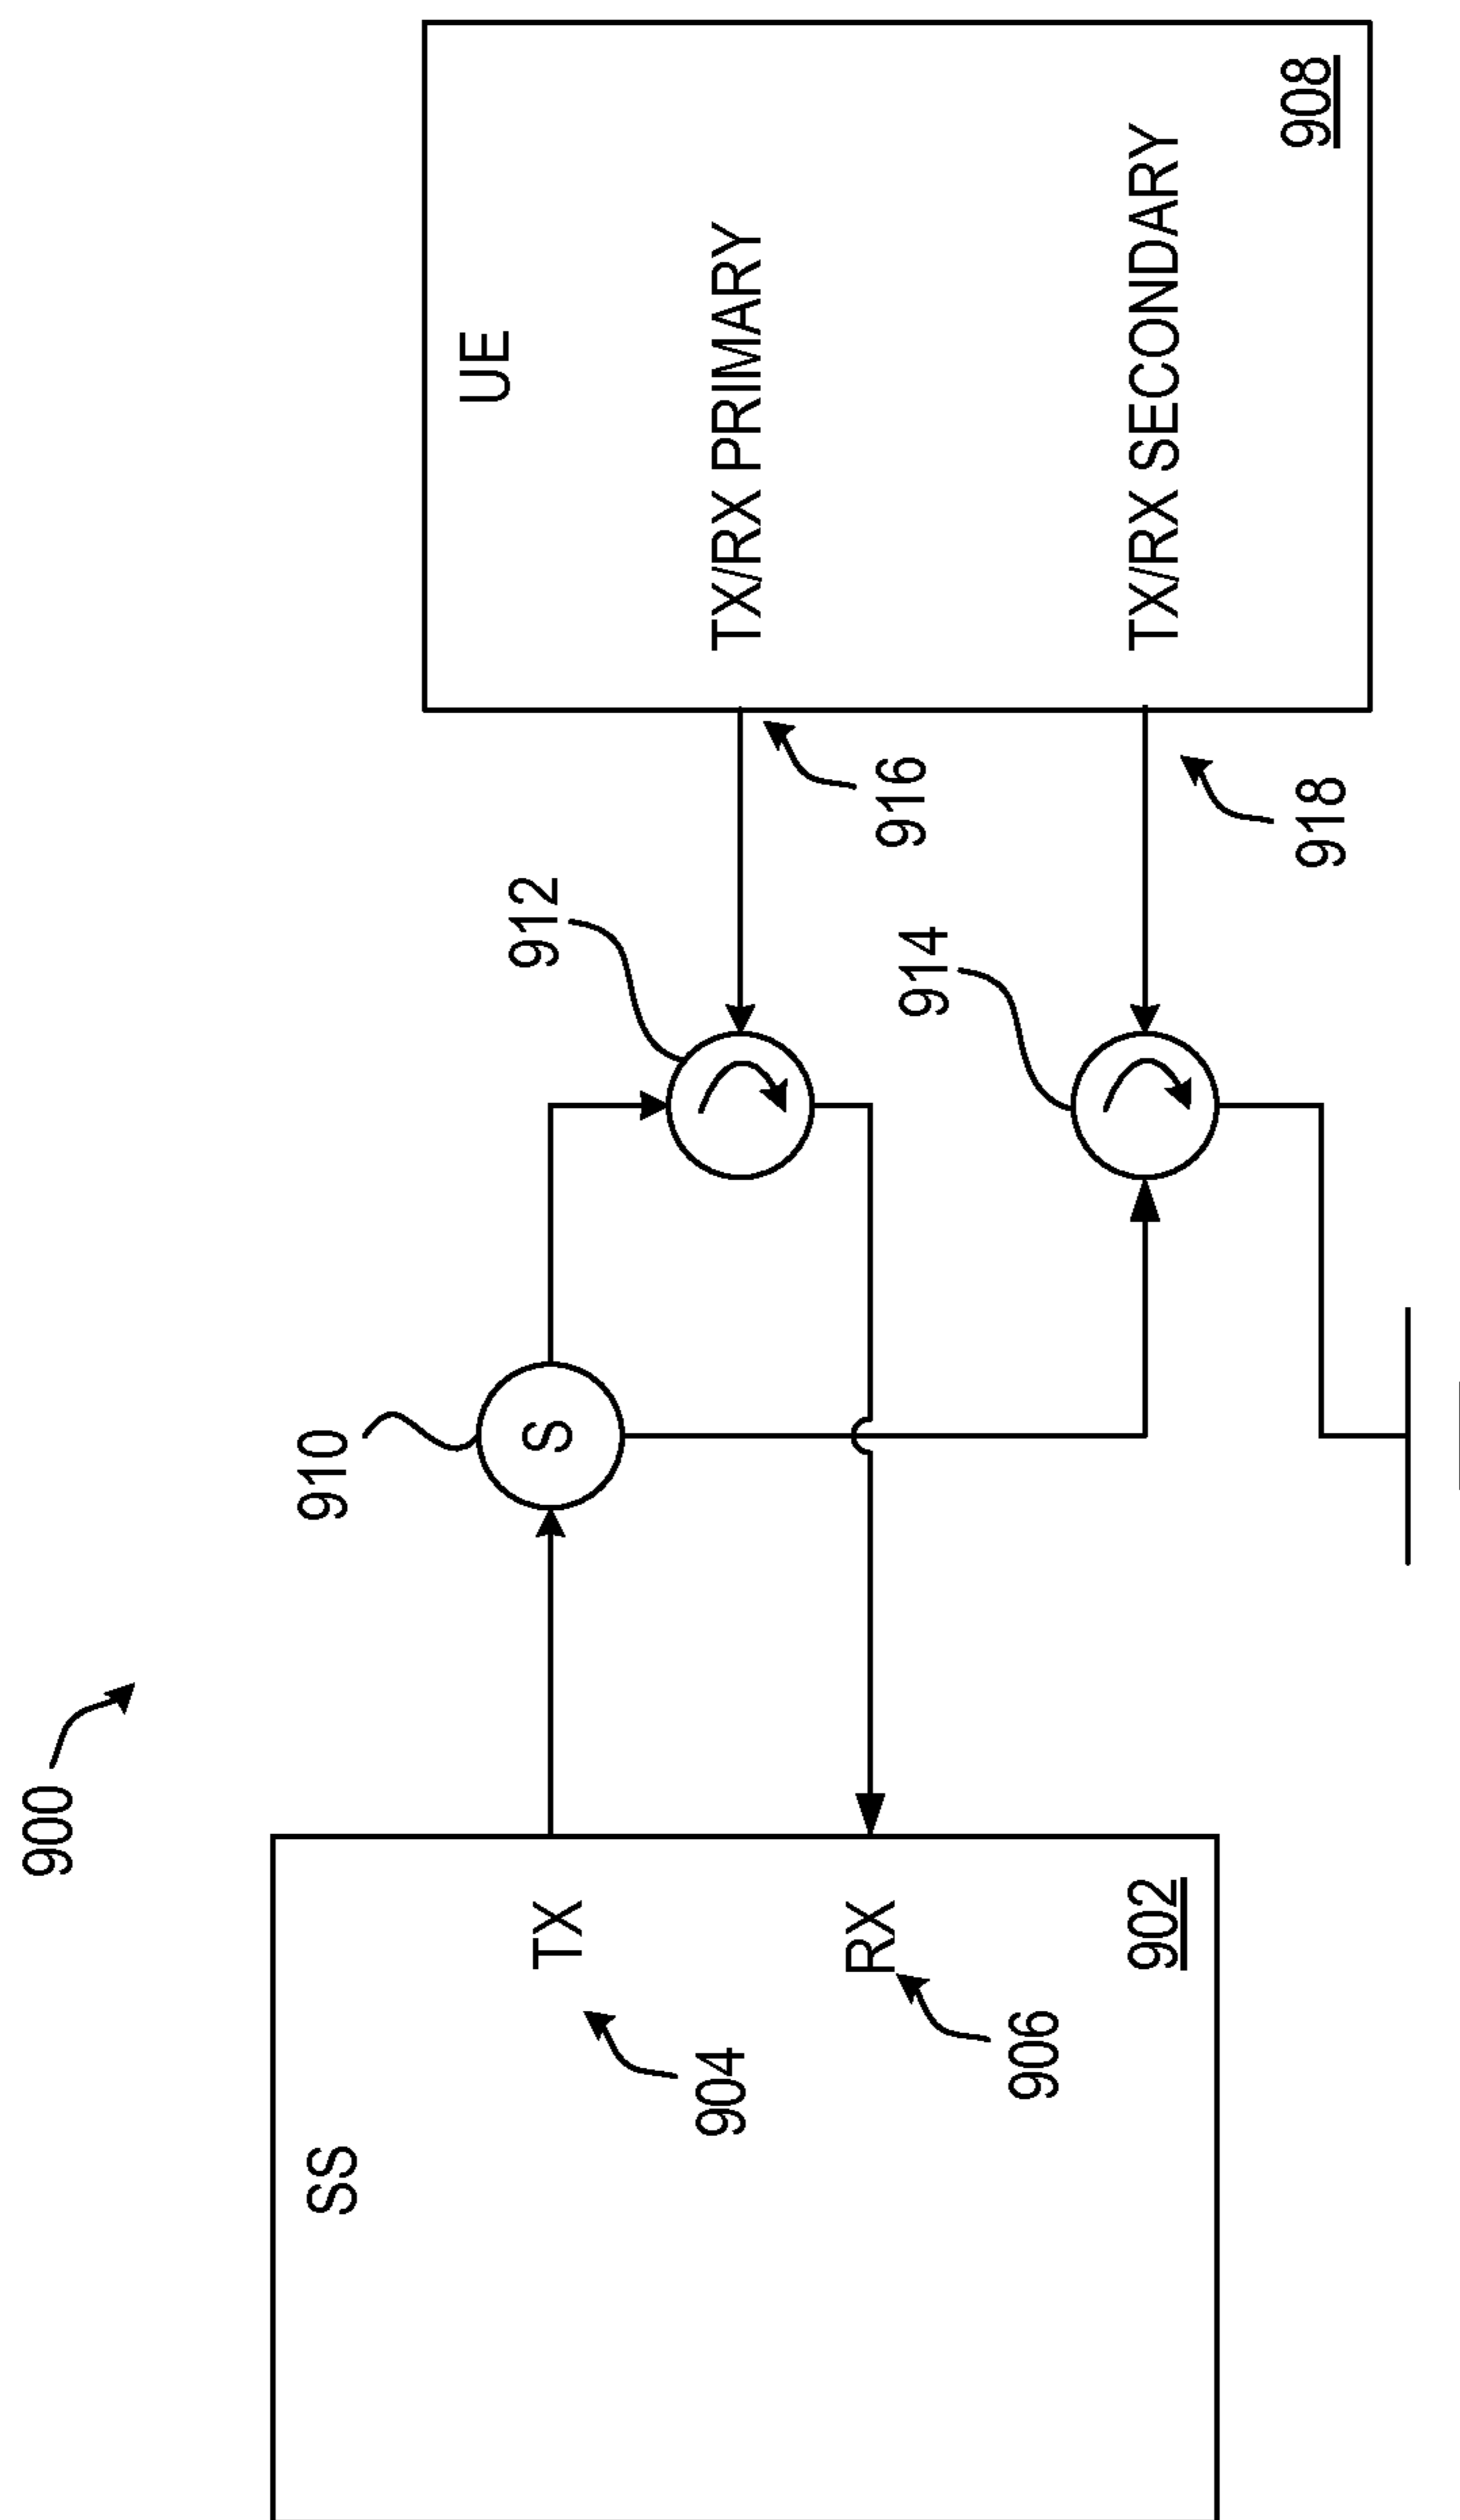 900
SS
TX
904
RX
906
902
910
S
912
914
916
918
UE
TX/RX PRIMARY
TX/RX SECONDARY
908